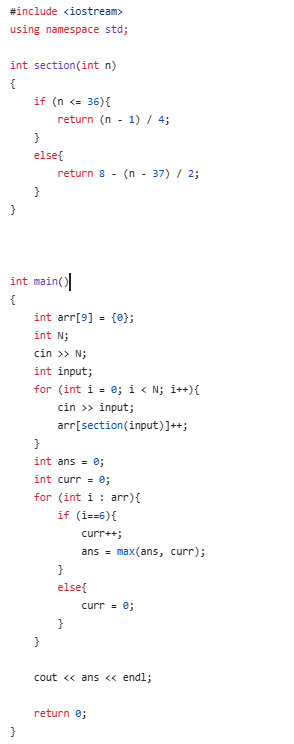 #include <iostream>
using namespace std;
int section(int n)
{
if (n <= 36){
return (n - 1) / 4;
}
else{
return 8 - (n - 37) / 2;
}
}
int main()
{
int arr[9] = {0};
int N;
cin >> N;
int input;
for (int i = 0; i < N; i++){
cin >> input;
arr[section(input)]++;
}
int ans = 0;
int curr = 0;
for (int i : arr){
if (i==6){
curr++;
ans = max(ans, curr);
}
else{
curr = 0;
}
}
cout << ans << endl;
return 0;
}